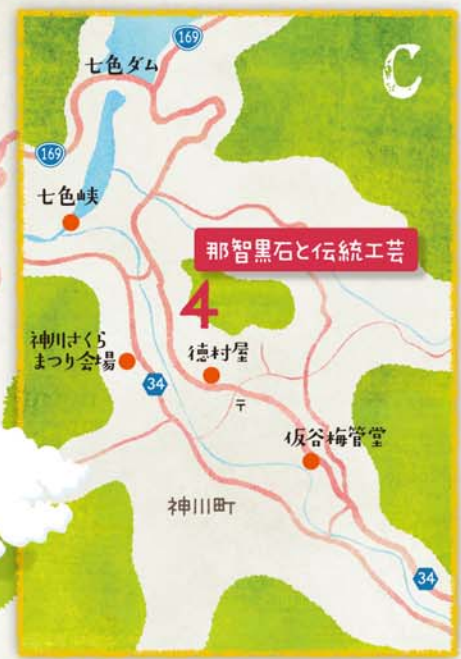 169
七色ダム
C
169
七色峡
那智黒石と伝統工芸
4
神川さくら
まつり会場
徳村屋
34
〒
仮谷梅管堂
神川町
34